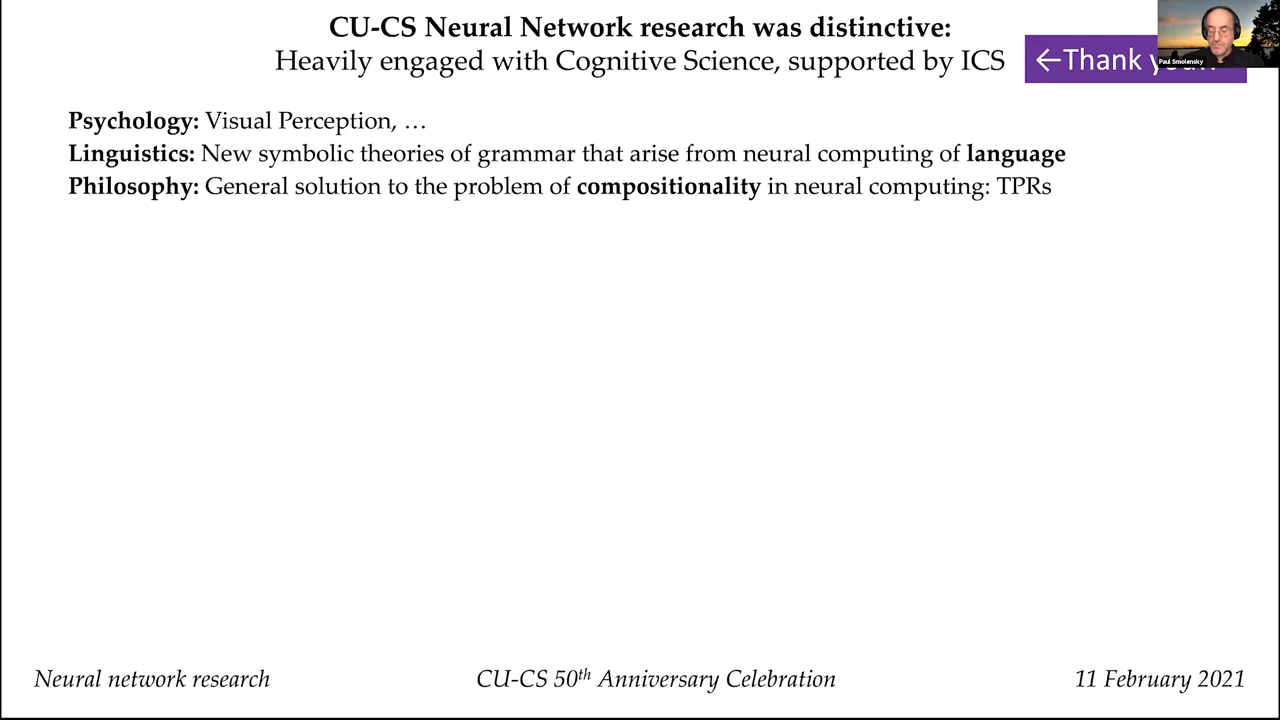 CU-CS Neural Network research was distinctive:
Heavily engaged with Cognitive Science, supported by ICS
←Thank
Paul Smolensky
Psychology: Visual Perception, …
Linguistics: New symbolic theories of grammar that arise from neural computing of language
Philosophy: General solution to the problem of compositionality in neural computing: TPRs
Neural network research
CU-CS 50th Anniversary Celebration
11 February 2021